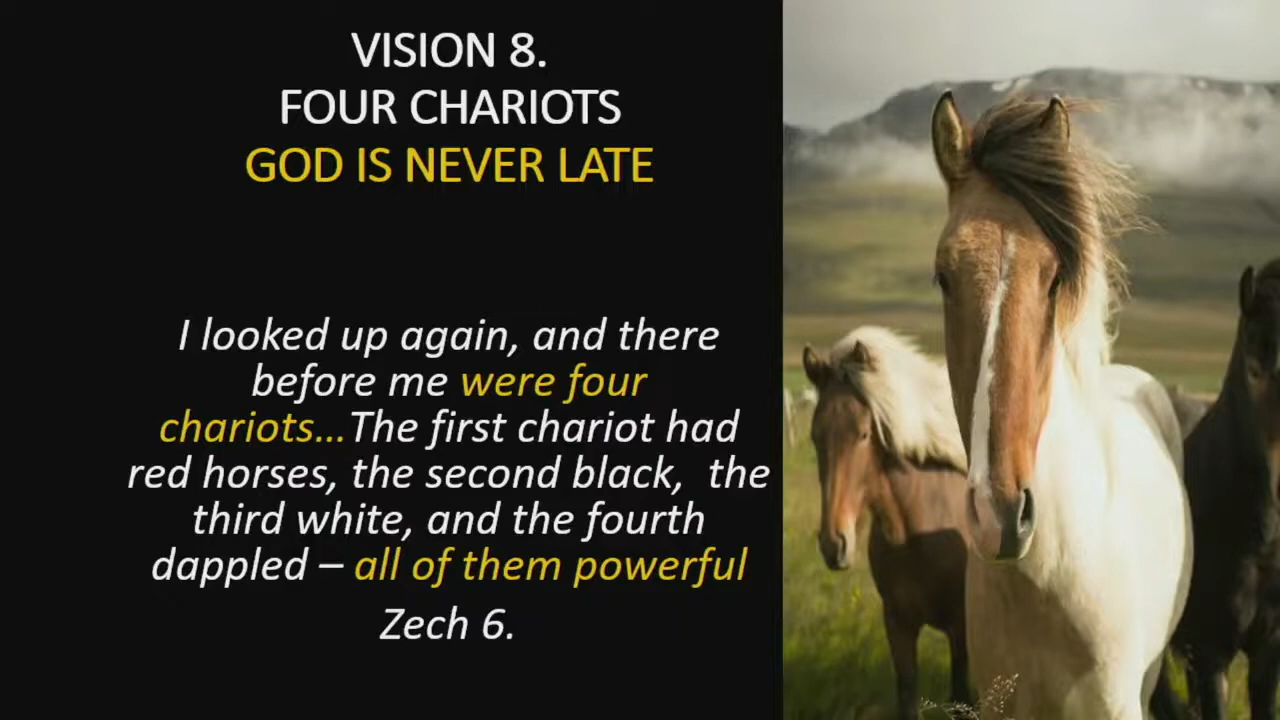 VISION 8.
FOUR CHARIOTS
GOD IS NEVER LATE
I looked up again, and there
before me were four
chariots...The first chariot had
red horses, the second black,  the
third white, and the fourth
dappled – all of them powerful
Zech 6.